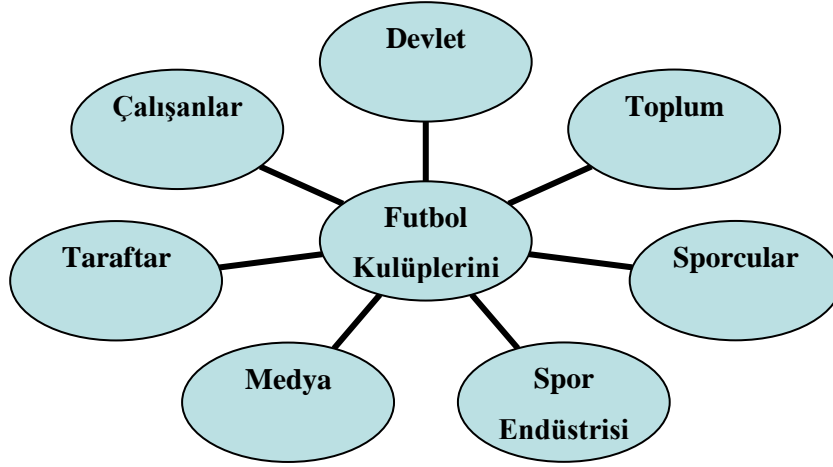 Devlet
Çalışanlar
Toplum
Futbol
Kulüplerini
Taraftar
Sporcular
Medya
Spor
Endüstrisi